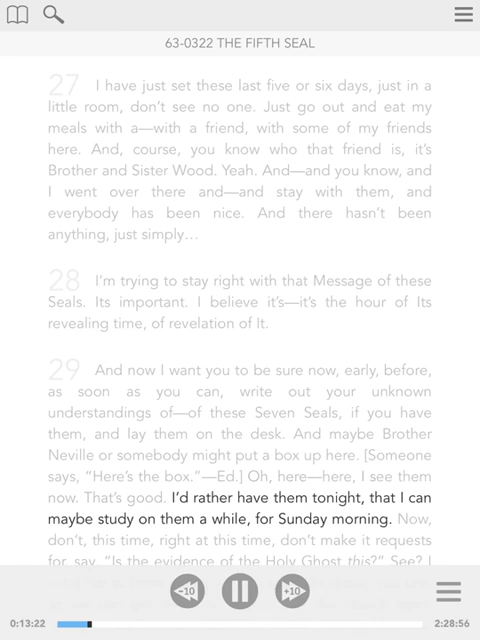 63-0322 THE FIFTH SEAL
27 I have just set these last five or six days, just in a
little room, don't see no one. Just go out and eat my
meals with a—with a friend, with some of my friends
here. And, course, you know who that friend is, it's
Brother and Sister Wood. Yeah. And—and you know, and
I went over there and—and stay with them, and
everybody has been nice. And there hasn't been
anything, just simply…
28 I'm trying to stay right with that Message of these
Seals. Its important. I believe it's—it's the hour of Its
revealing time, of revelation of It.
29 And now I want you to be sure now, early, before,
as soon as you can, write out your unknown
understandings of—of these Seven Seals, if you have
them, and lay them on the desk. And maybe Brother
Neville or somebody might put a box up here. [Someone
says, "Here's the box."—Ed.] Oh, here—here, I see them
now. That's good. I'd rather have them tonight, that I can
maybe study on them a while, for Sunday morning. Now,
don't, this time, right at this time, don't make it requests
for, say, "Is the evidence of the Holy Ghost this?" See? I
-10 +10
0:13:22 2:28:56